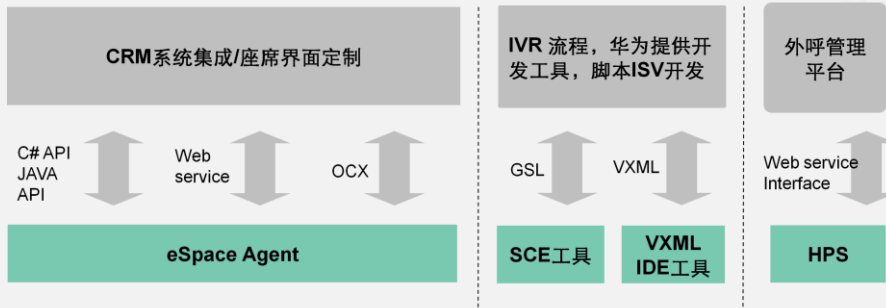 CRM系统集成/座席界面定制
IVR 流程，华为提供开
发工具，脚本ISV开发
外呼管理
平台
C# API
JAVA
API
Web
service
OCX
GSL
VXML
Web service
Interface
eSpace Agent
SCE工具
VXML
IDE工具
HPS